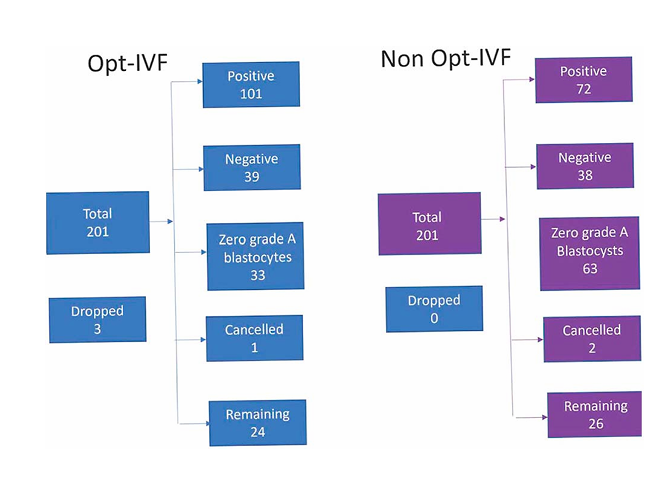 Opt-IVF
Positive
101
Negative
39
Total
201
Zero grade A
blastocytes
33
Dropped
3
Cancelled
1
Remaining
24
Non Opt-IVF
Positive
72
Negative
38
Total
201
Zero grade A
Blastocysts
63
Dropped
0
Cancelled
2
Remaining
26